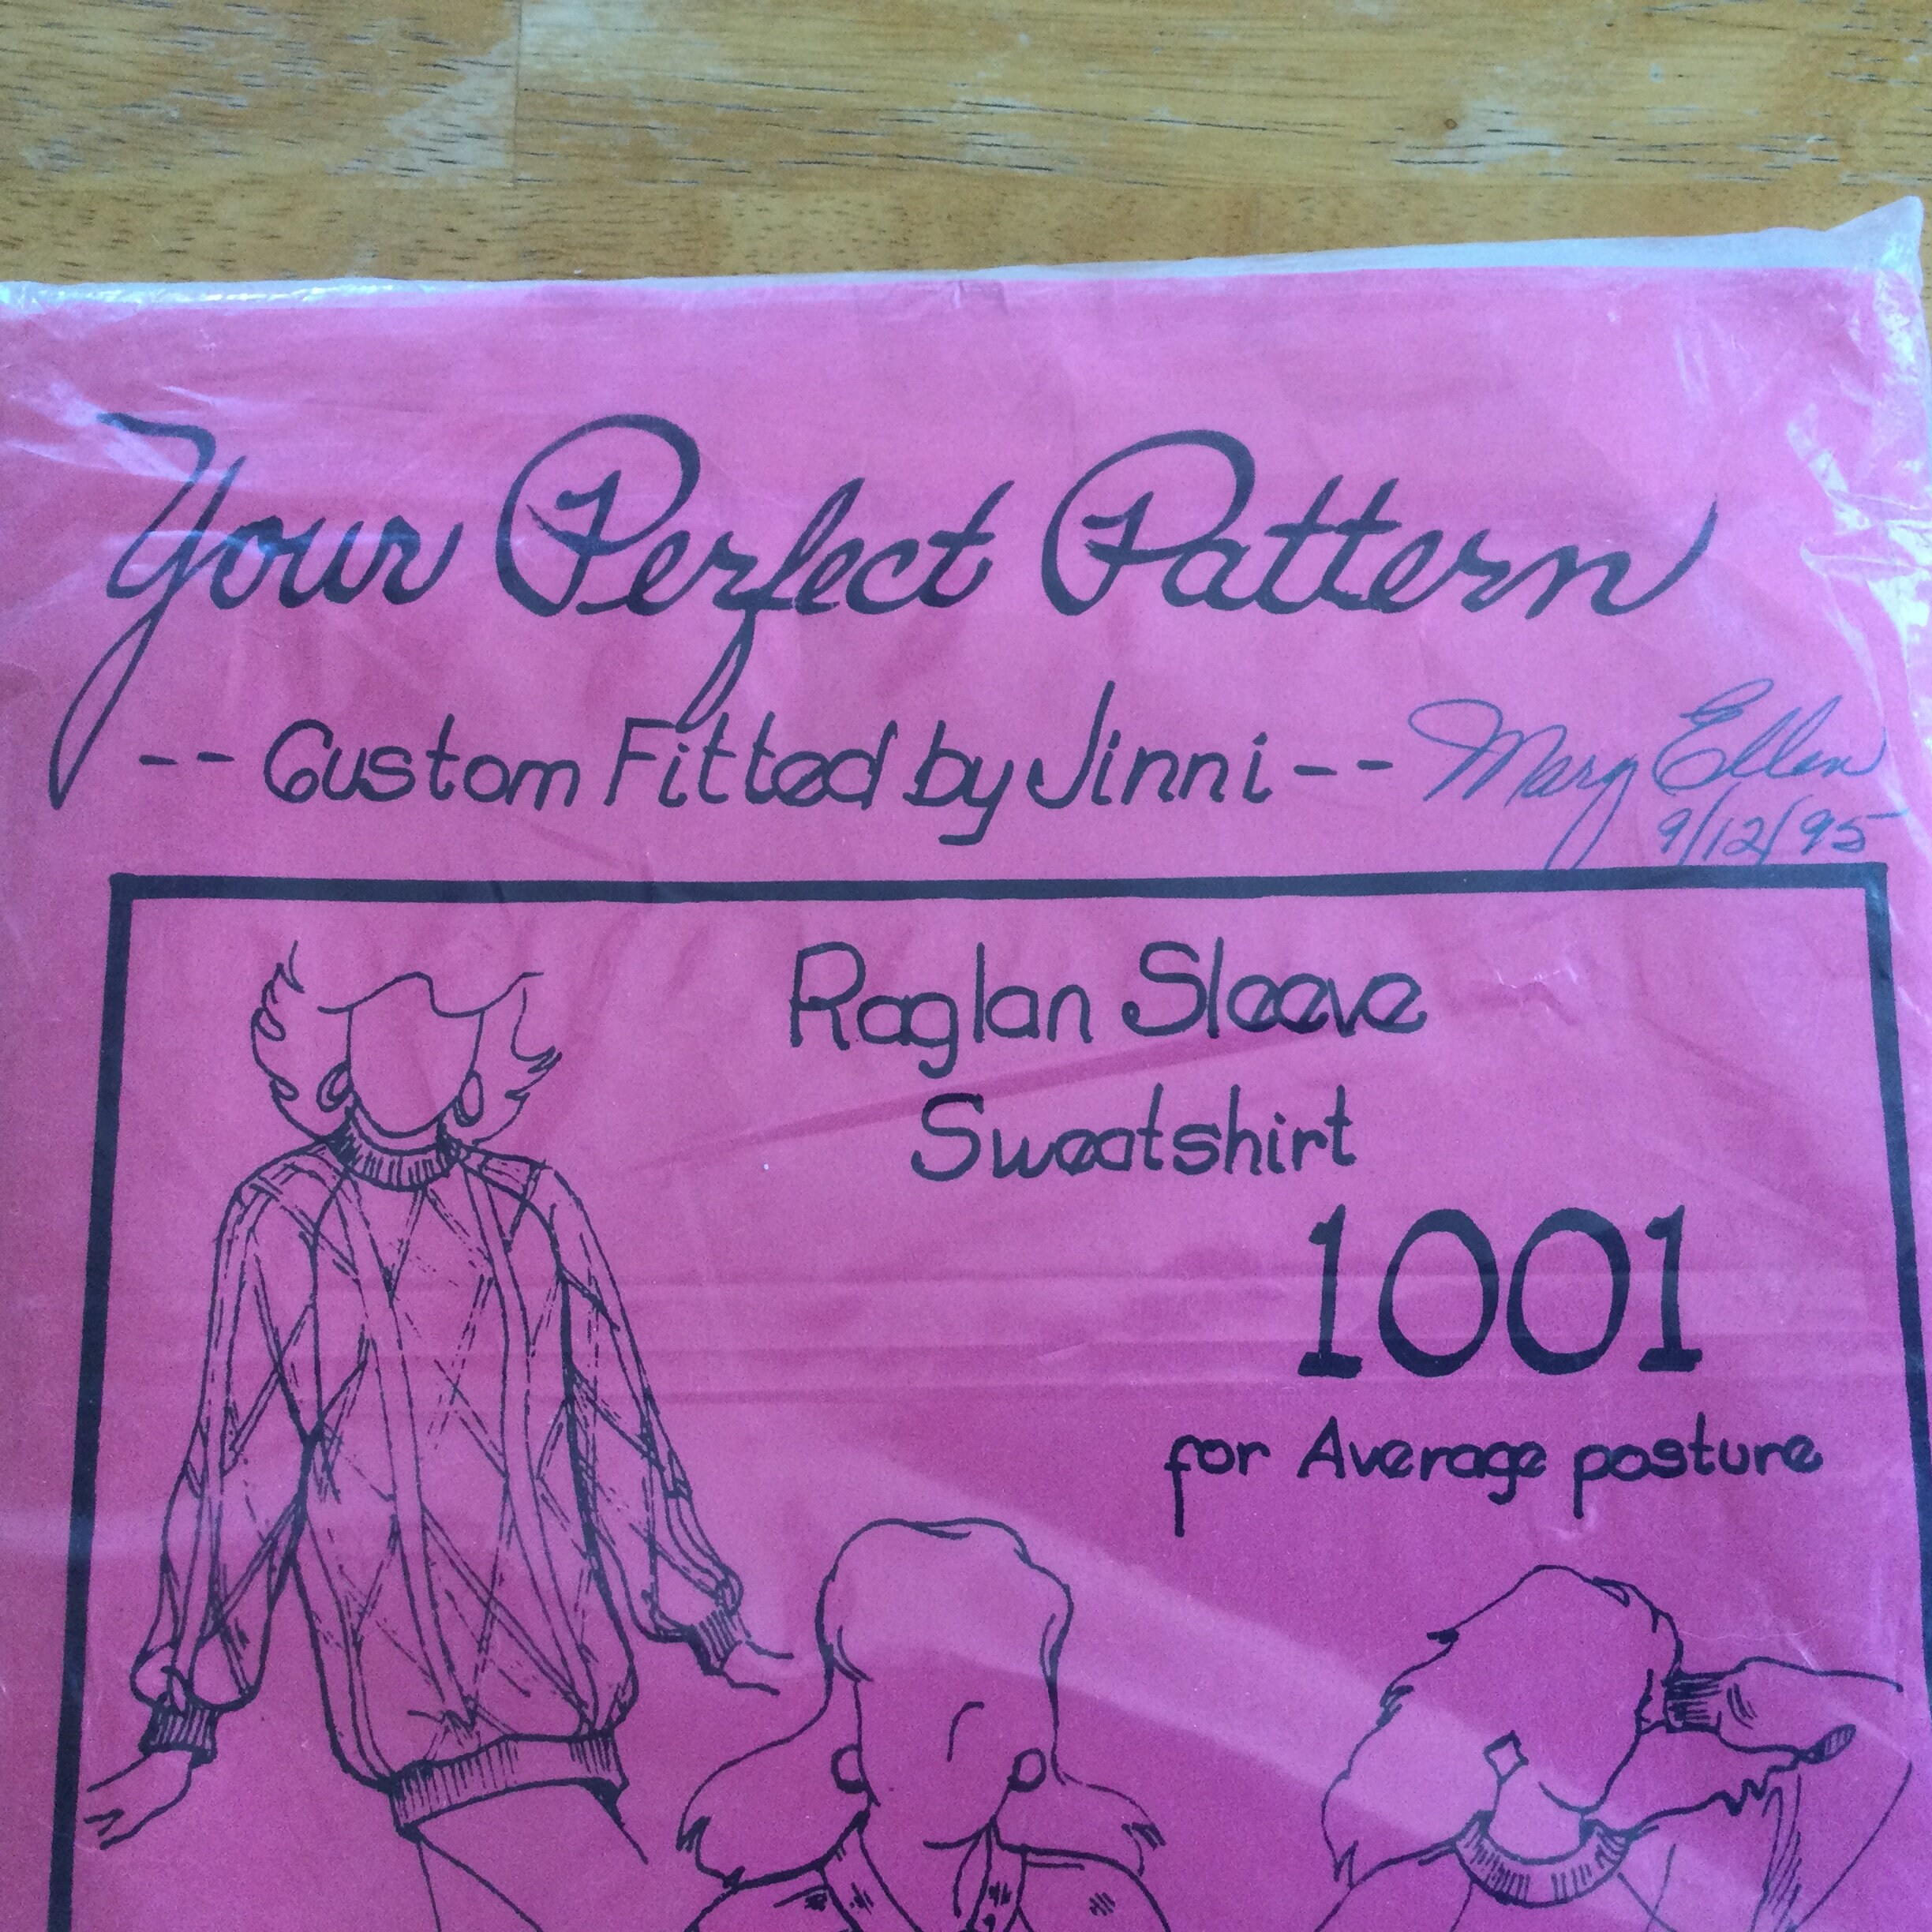 Your Perfect Pattern
-- Custom Fitted by Jinni --
Mary Ellen
9/12/95
Raglan Sleeve
Sweatshirt
1001
for Average posture